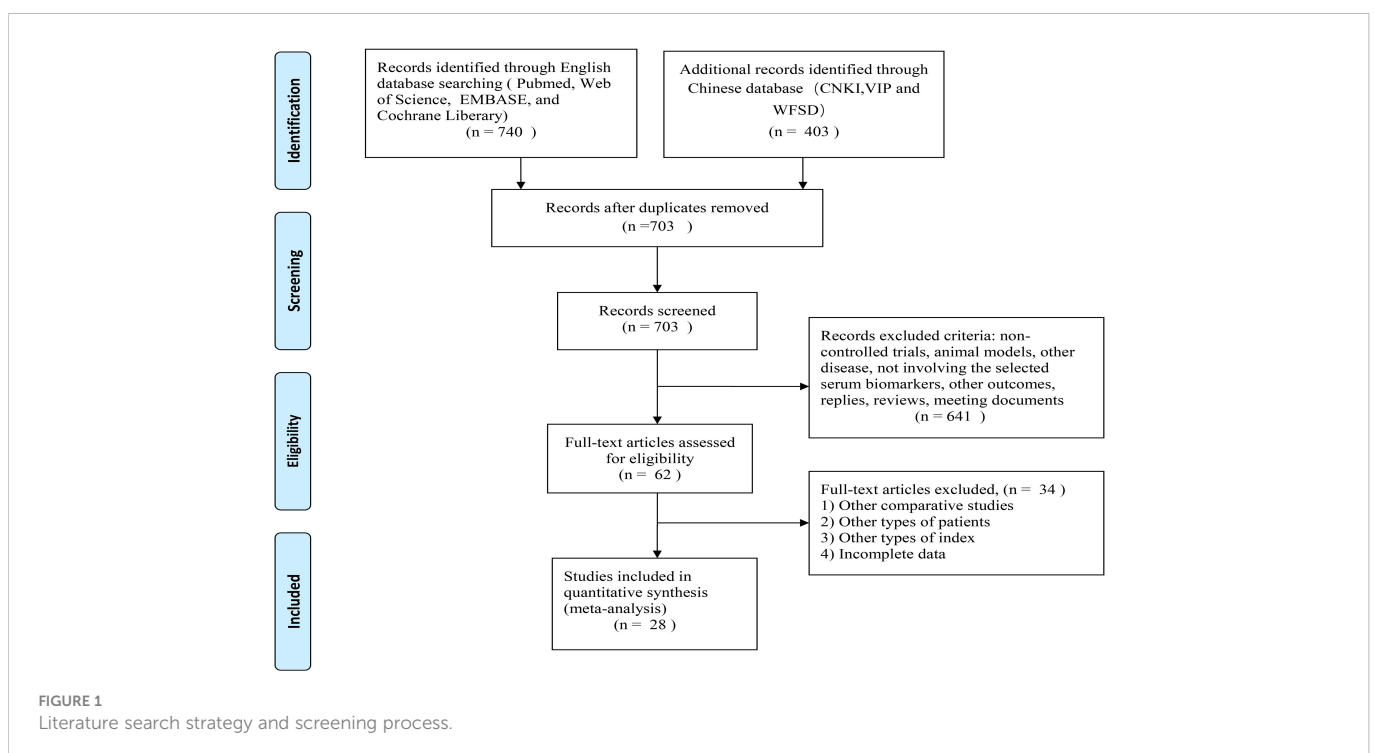 Identification
Records identified through English
database searching ( Pubmed, Web
of Science, EMBASE, and
Cochrane Liberary)
(n = 740 )
Additional records identified through
Chinese database（CNKI,VIP and
WFSD）
(n = 403 )
Records after duplicates removed
(n =703 )
Screening
Records screened
(n = 703 )
Records excluded criteria: non-
controlled trials, animal models, other
disease, not involving the selected
serum biomarkers, other outcomes,
replies, reviews, meeting documents
(n = 641 )
Eligibility
Full-text articles assessed
for eligibility
(n = 62 )
Full-text articles excluded, (n = 34 )
1) Other comparative studies
2) Other types of patients
3) Other types of index
4) Incomplete data
Included
Studies included in
quantitative synthesis
(meta-analysis)
(n = 28 )
FIGURE 1
Literature search strategy and screening process.